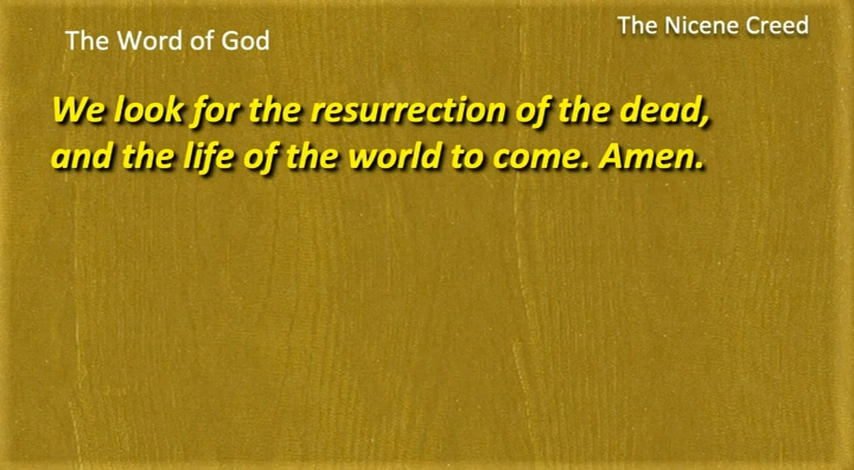 The Word of God
The Nicene Creed
We look for the resurrection of the dead,
and the life of the world to come. Amen.